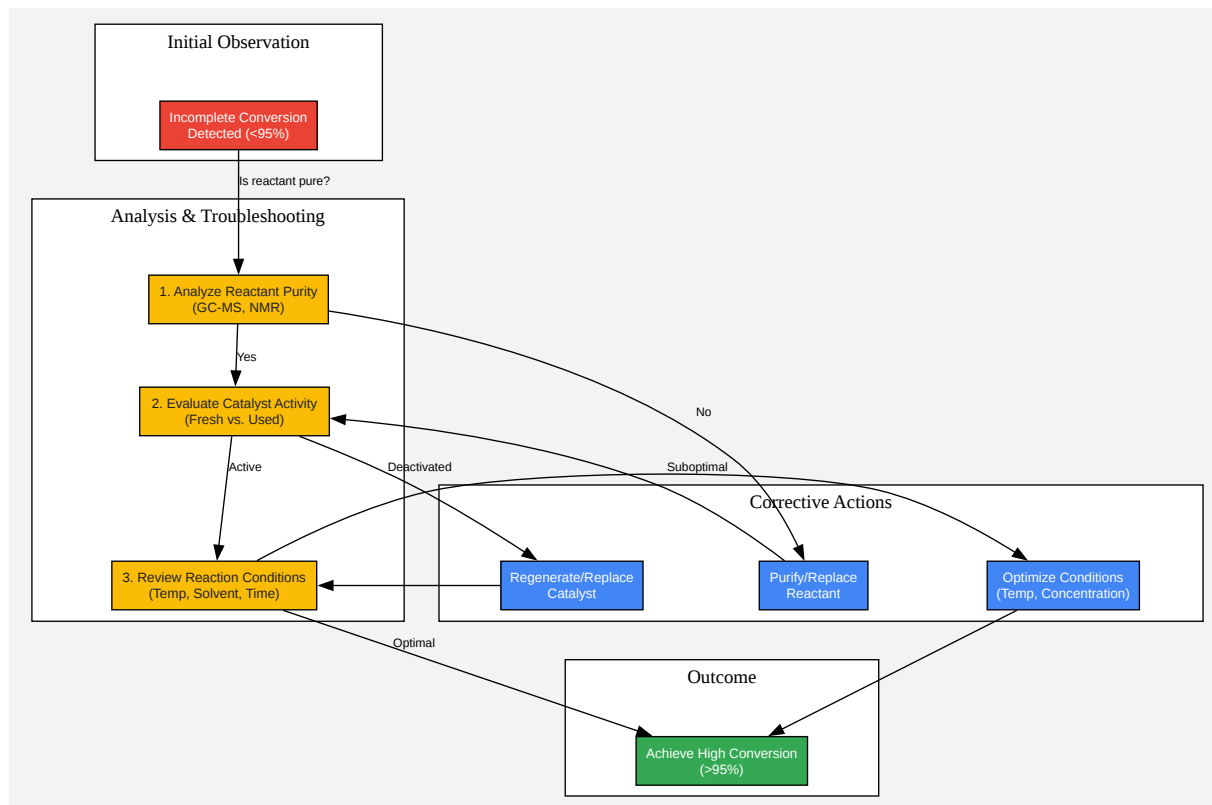 Initial Observation
Incomplete Conversion
Detected (<95%)
Is reactant pure?
Analysis & Troubleshooting
1. Analyze Reactant Purity
(GC-MS, NMR)
Yes
2. Evaluate Catalyst Activity
(Fresh vs. Used)
No
Active
Deactivated
Suboptimal
Corrective Actions
3. Review Reaction Conditions
(Temp, Solvent, Time)
Regenerate/Replace
Catalyst
Purify/Replace
Reactant
Optimize Conditions
(Temp, Concentration)
Optimal
Outcome
Achieve High Conversion
(>95%)